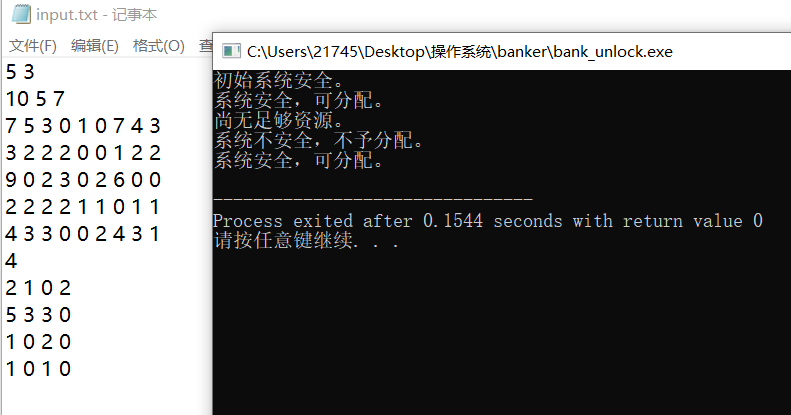 input.txt - 记事本
文件(F) 编辑(E) 格式(O) 查
5 3
10 5 7
7 5 3 0 1 0 7 4 3
3 2 2 2 0 0 1 2 2
9 0 2 3 0 2 6 0 0
2 2 2 2 1 1 0 1 1
4 3 3 0 0 2 4 3 1
4
2 1 0 2
5 3 3 0
1 0 2 0
1 0 1 0
C:\Users\21745\Desktop\操作系统\banker\bank_unlock.exe
初始系统安全。
系统安全，可分配。
尚无足够资源。
系统不安全，不予分配。
系统安全，可分配。
--------------------------------
Process exited after 0.1544 seconds with return value 0
请按任意键继续. . .